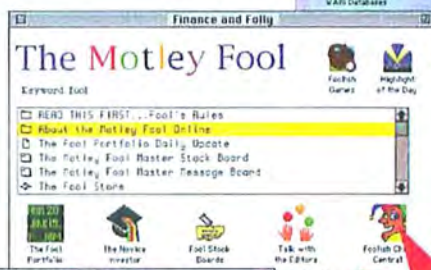 WAIS Databases
Finance and Folly
The Motley Fool
Keyword: fool
Foolish Games
Highlight of the Day
READ THIS FIRST...Fool's Rules
About the Motley Fool Online
The Fool Portfolio Daily Update
The Motley Fool Master Stock Board
The Motley Fool Master Message Board
The Fool Store
The Fool Portfolio
The Novice Investor
Fool Stock Boards
Talk with the Editors
Foolish
Central